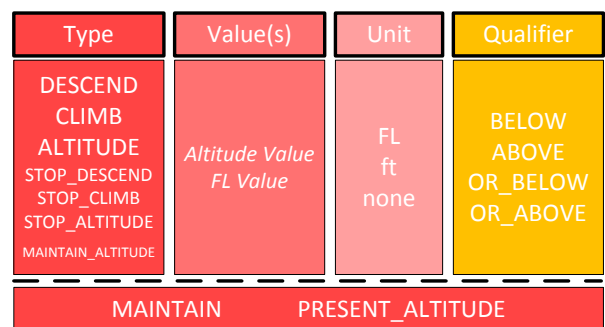 Type Value(s) Unit Qualifier
DESCEND
CLIMB
ALTITUDE
STOP_DESCEND
STOP_CLIMB
STOP_ALTITUDE
MAINTAIN_ALTITUDE
Altitude Value
FL Value
FL
ft
none
BELOW
ABOVE
OR_BELOW
OR_ABOVE
MAINTAIN PRESENT_ALTITUDE